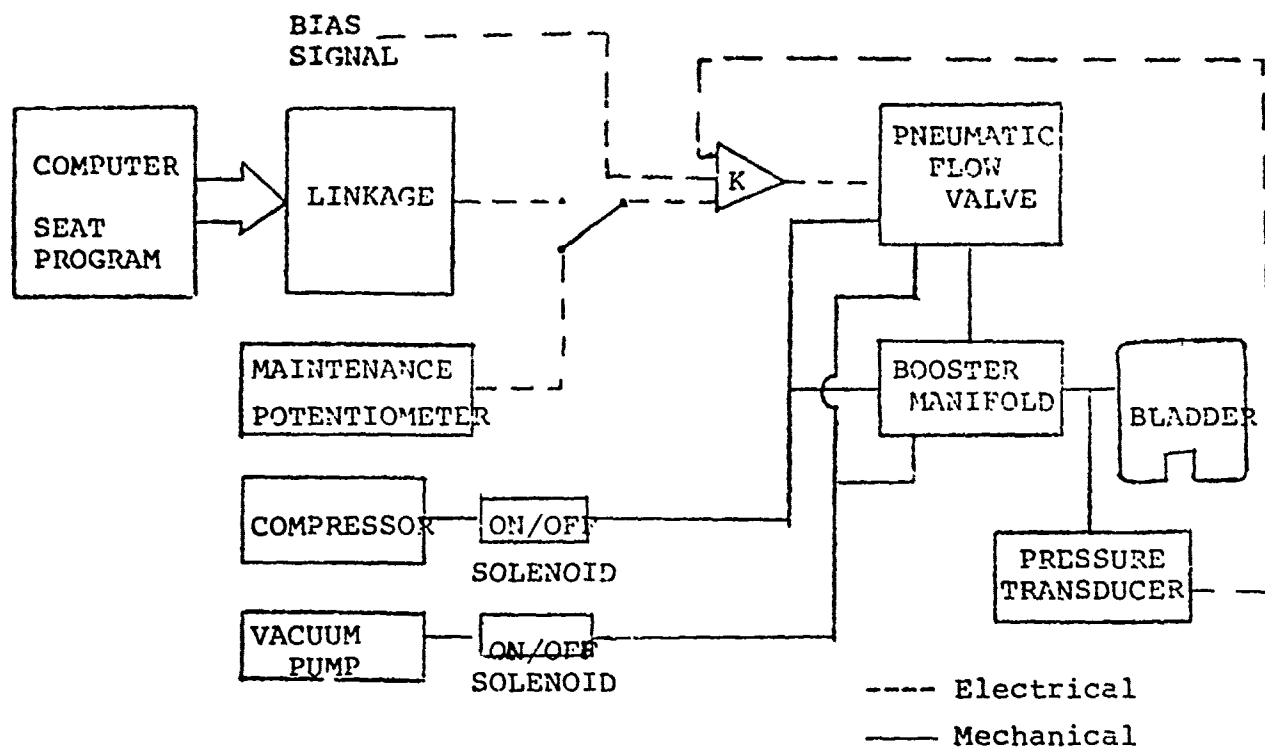 BIAS
SIGNAL
COMPUTER
SEAT
PROGRAM
LINKAGE
K
PNEUMATIC
FLOW
VALVE
MAINTENANCE
POTENTIOMETER
BOOSTER
MANIFOLD
BLADDER
COMPRESSOR
ON/OFF
SOLENOID
PRESSURE
TRANSDUCER
VACUUM
PUMP
ON/OFF
SOLENOID
---- Electrical
—— Mechanical